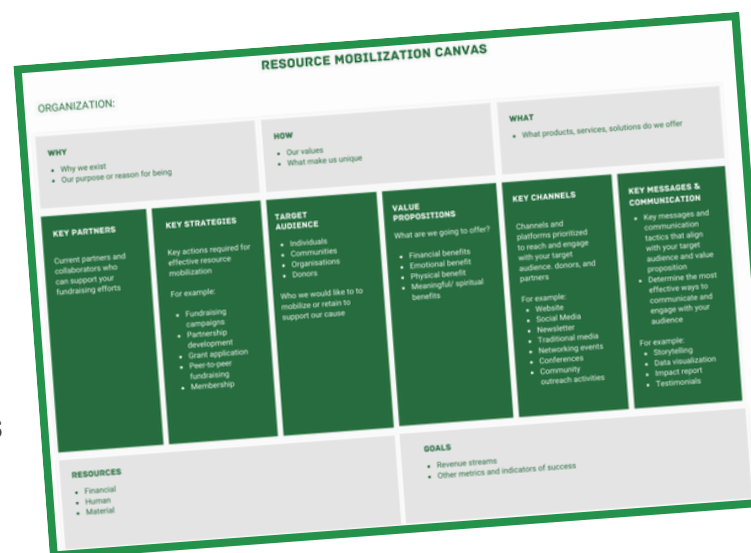 RESOURCE MOBILIZATION CANVAS
ORGANIZATION:
WHY
• Why we exist
• Our purpose or reason for being
HOW
• Our values
• What make us unique
WHAT
• What products, services, solutions do we offer
KEY PARTNERS
Current partners and
collaborators who
can support your
fundraising efforts
KEY STRATEGIES
Key actions required for
effective resource
mobilization
For example:
• Fundraising
campaigns
• Partnership
development
• Grant application
• Peer-to-peer
fundraising
• Membership
TARGET
AUDIENCE
• Individuals
• Communities
• Organisations
• Donors
Who we would like to to
mobilize or retain to
support our cause
VALUE
PROPOSITIONS
What are we going to offer?
• Financial benefits
• Emotional benefit
• Physical benefit
• Meaningful/ spiritual
benefits
KEY CHANNELS
Channels and
platforms prioritized
to reach and engage
with your target
audience. donors, and
partners
For example:
• Website
• Social Media
• Newsletter
• Traditional media
• Networking events
• Conferences
• Community
outreach activities
KEY MESSAGES &
COMMUNICATION
• Key messages and
communication
tactics that align
with your target
audience and value
proposition
• Determine the most
effective ways to
communicate and
engage with your
audience
For example:
• Storytelling
• Data visualization
• Impact report
• Testimonials
RESOURCES
• Financial
• Human
• Material
GOALS
• Revenue streams
• Other metrics and indicators of success